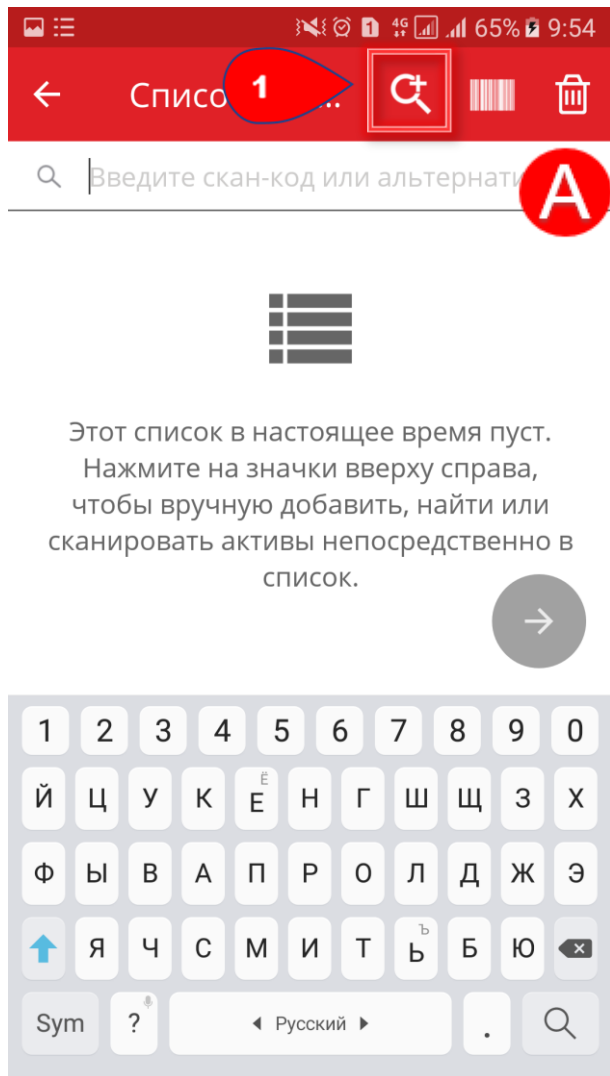 1 4G 65% 9:54
Списо ...
1
Введите скан-код или альтернати
A
Этот список в настоящее время пуст.
Нажмите на значки вверху справа,
чтобы вручную добавить, найти или
сканировать активы непосредственно в
список.
1 2 3 4 5 6 7 8 9 0
Й Ц У К Е Ё Н Г Ш Щ З Х
Ф Ы В А П Р О Л Д Ж Э
Я Ч С М И Т Ь Ъ Б Ю
Sym ? Русский .